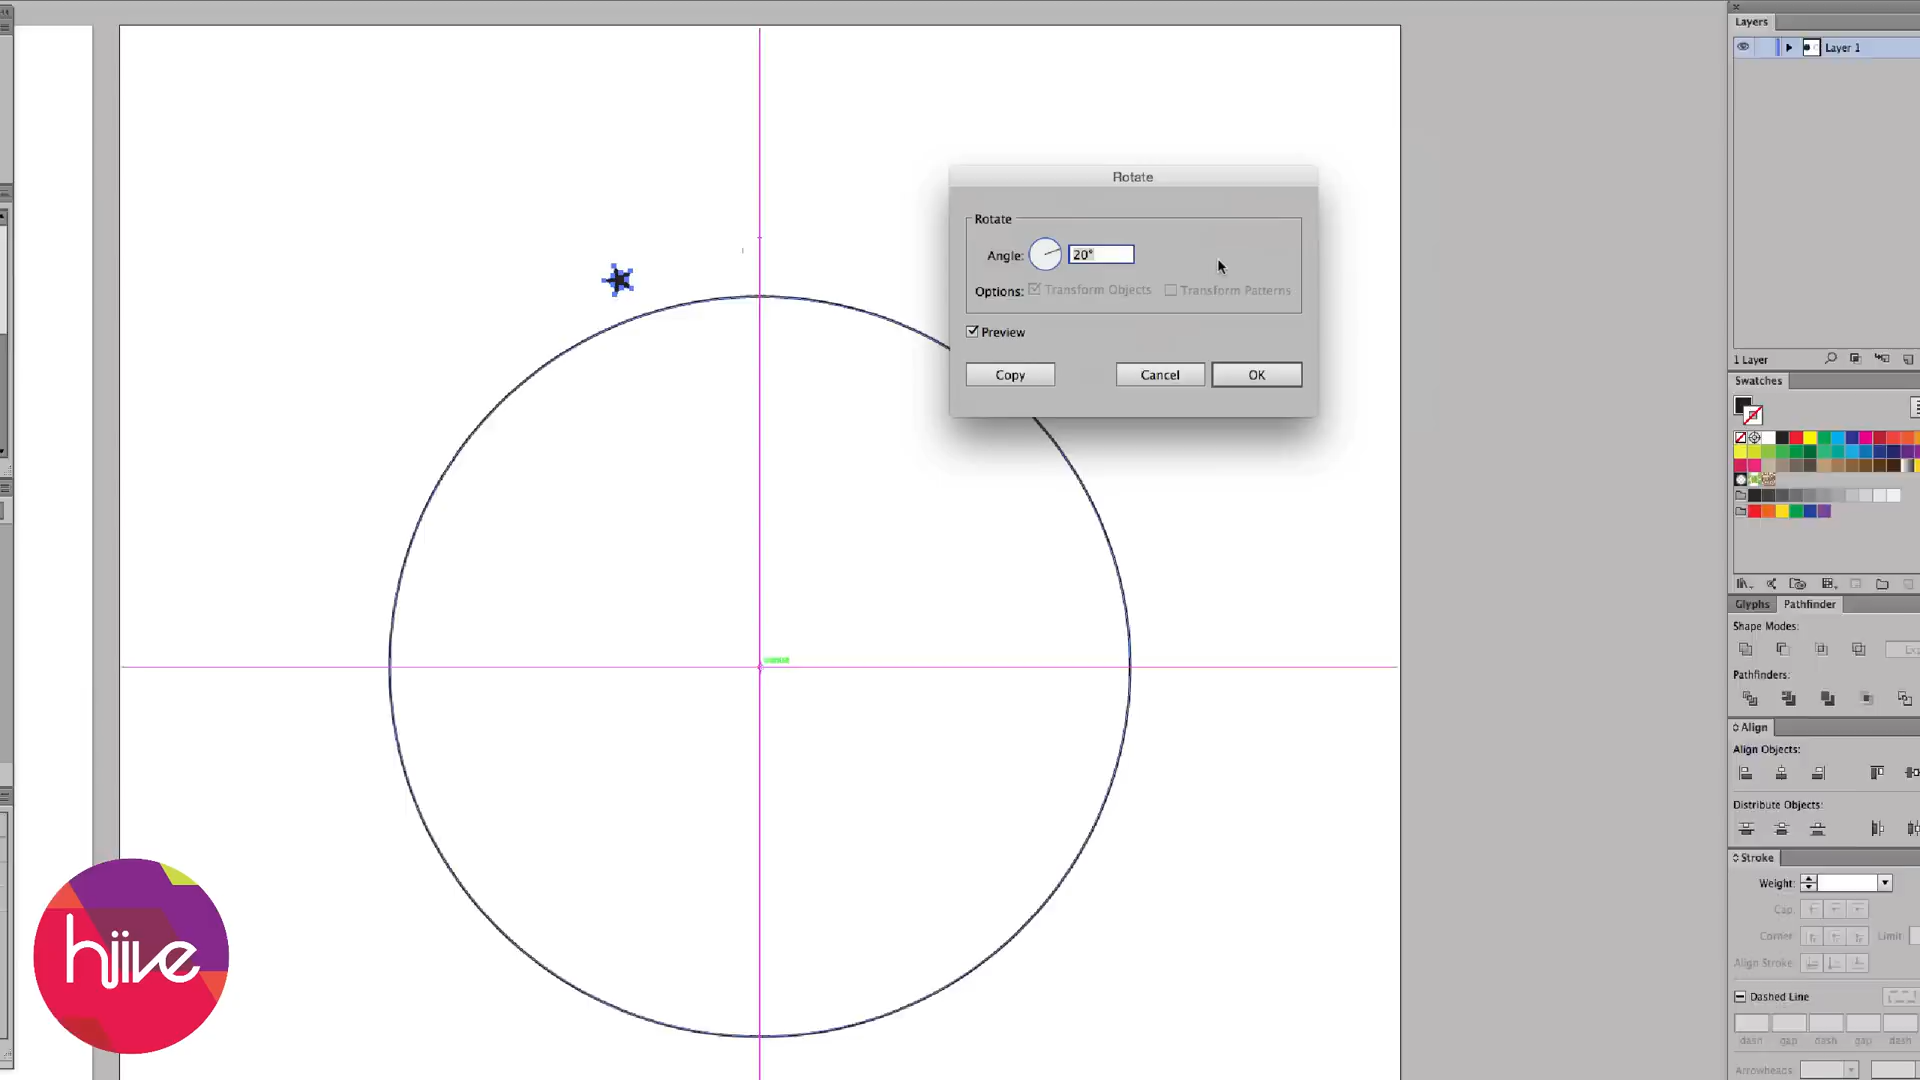 Layers
Layer 1
Rotate
Rotate
Angle: 20°
Options: Transform Objects Transform Patterns
Preview
Copy Cancel OK
1 Layer
Swatches
Glyphs Pathfinder
Shape Modes:
Pathfinders:
Align
Align Objects:
Distribute Objects:
Stroke
Weight:
Cap:
Corner: Limit
Align Stroke:
Dashed Line
dash gap dash gap dash
Arrowheads:
hiive